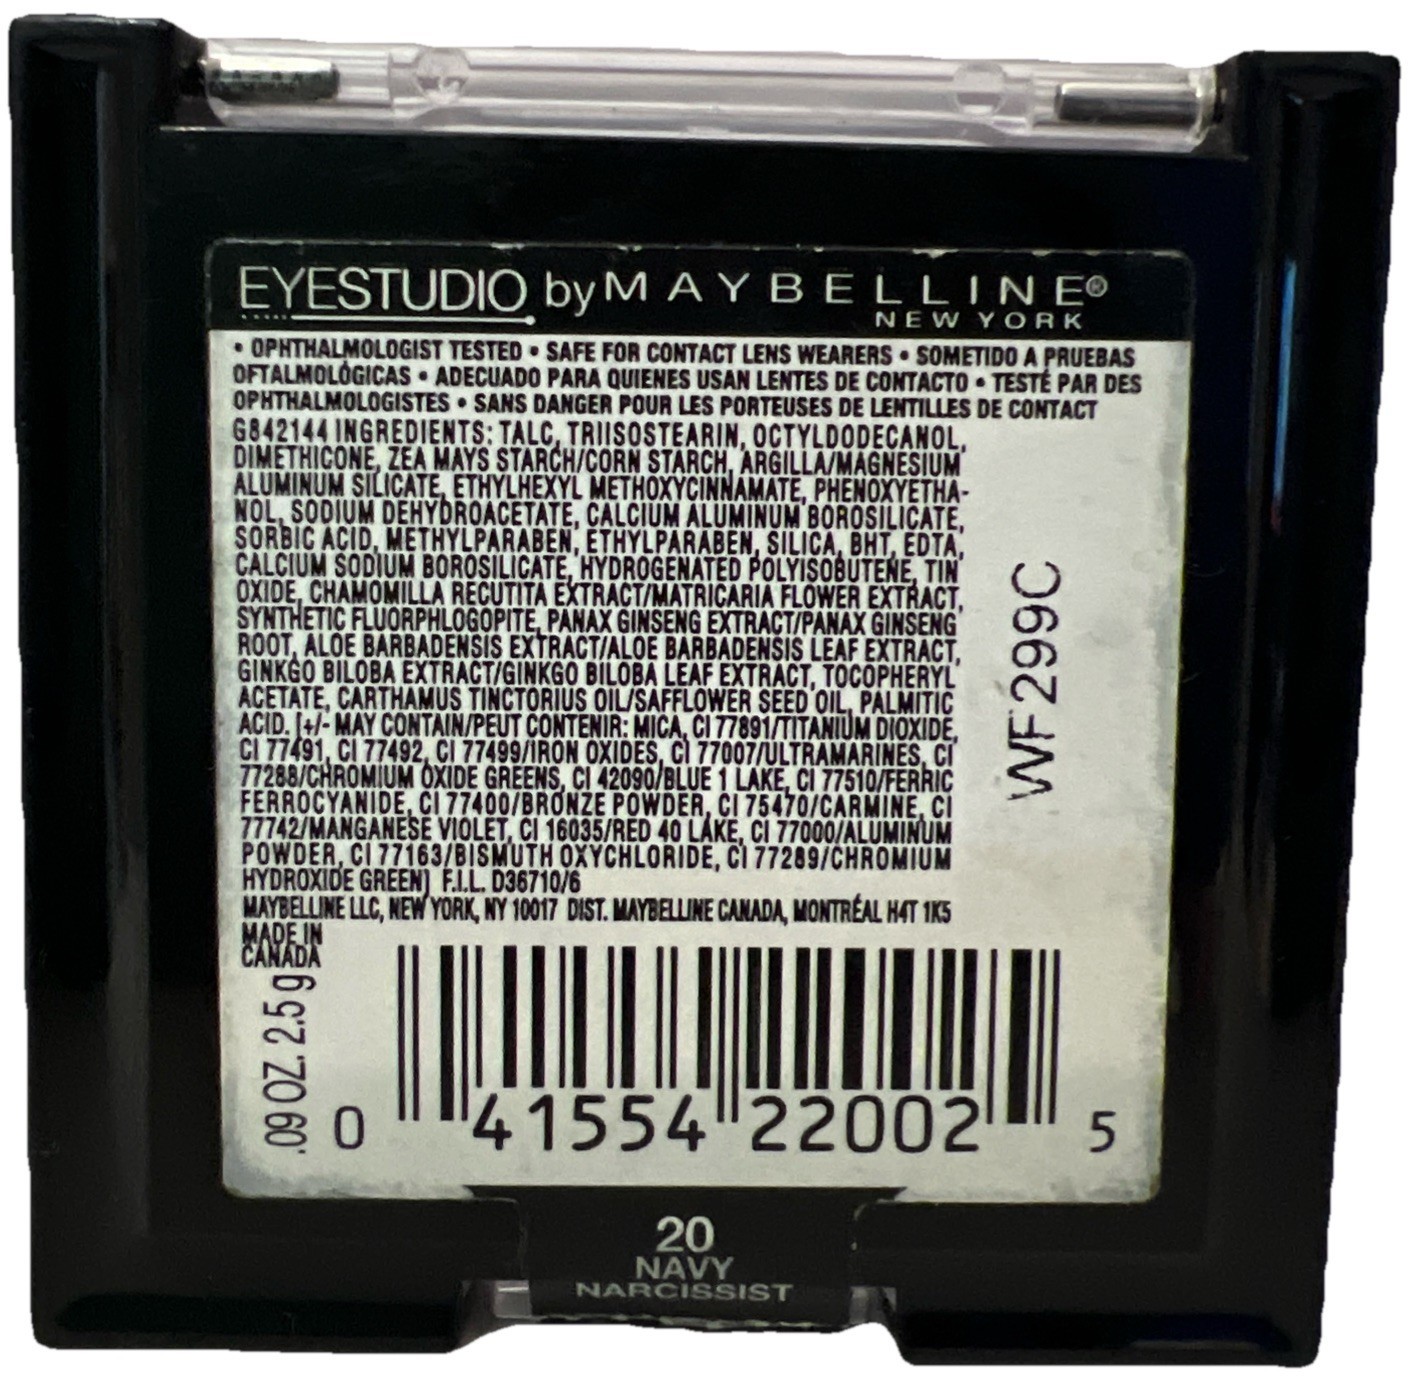 EYESTUDIO by MAYBELLINE®
NEW YORK
• OPHTHALMOLOGIST TESTED • SAFE FOR CONTACT LENS WEARERS • SOMETIDO A PRUEBAS
OFTALMOLÓGICAS • ADECUADO PARA QUIENES USAN LENTES DE CONTACTO • TESTÉ PAR DES
OPHTHALMOLOGISTES • SANS DANGER POUR LES PORTEUSES DE LENTILLES DE CONTACT
G842144 INGREDIENTS: TALC, TRIISOSTEARIN, OCTYLDODECANOL,
DIMETHICONE, ZEA MAYS STARCH/CORN STARCH, ARGILLA/MAGNESIUM
ALUMINUM SILICATE, ETHYLHEXYL METHOXYCINNAMATE, PHENOXYETHA-
NOL, SODIUM DEHYDROACETATE, CALCIUM ALUMINUM BOROSILICATE,
SORBIC ACID, METHYLPARABEN, ETHYLPARABEN, SILICA, BHT, EDTA,
CALCIUM SODIUM BOROSILICATE, HYDROGENATED POLYISOBUTENE, TIN
OXIDE, CHAMOMILLA RECUTITA EXTRACT/MATRICARIA FLOWER EXTRACT,
SYNTHETIC FLUORPHLOGOPITE, PANAX GINSENG EXTRACT/PANAX GINSENG
ROOT, ALOE BARBADENSIS EXTRACT/ALOE BARBADENSIS LEAF EXTRACT,
GINKGO BILOBA EXTRACT/GINKGO BILOBA LEAF EXTRACT, TOCOPHERYL
ACETATE, CARTHAMUS TINCTORIUS OIL/SAFFLOWER SEED OIL, PALMITIC
ACID. [+/- MAY CONTAIN/PEUT CONTENIR: MICA, CI 77891/TITANIUM DIOXIDE,
CI 77491, CI 77492, CI 77499/IRON OXIDES, CI 77007/ULTRAMARINES, CI
77288/CHROMIUM OXIDE GREENS, CI 42090/BLUE 1 LAKE, CI 77510/FERRIC
FERROCYANIDE, CI 77400/BRONZE POWDER, CI 75470/CARMINE, CI
77742/MANGANESE VIOLET, CI 16035/RED 40 LAKE, CI 77000/ALUMINUM
POWDER, CI 77163/BISMUTH OXYCHLORIDE, CI 77289/CHROMIUM
HYDROXIDE GREEN] F.I.L. D36710/6
MAYBELLINE LLC, NEW YORK, NY 10017 DIST. MAYBELLINE CANADA, MONTRÉAL H4T 1K5
MADE IN
CANADA
WF299C
.09 OZ. 2.5 g
0 41554 22002 5
20
NAVY
NARCISSIST